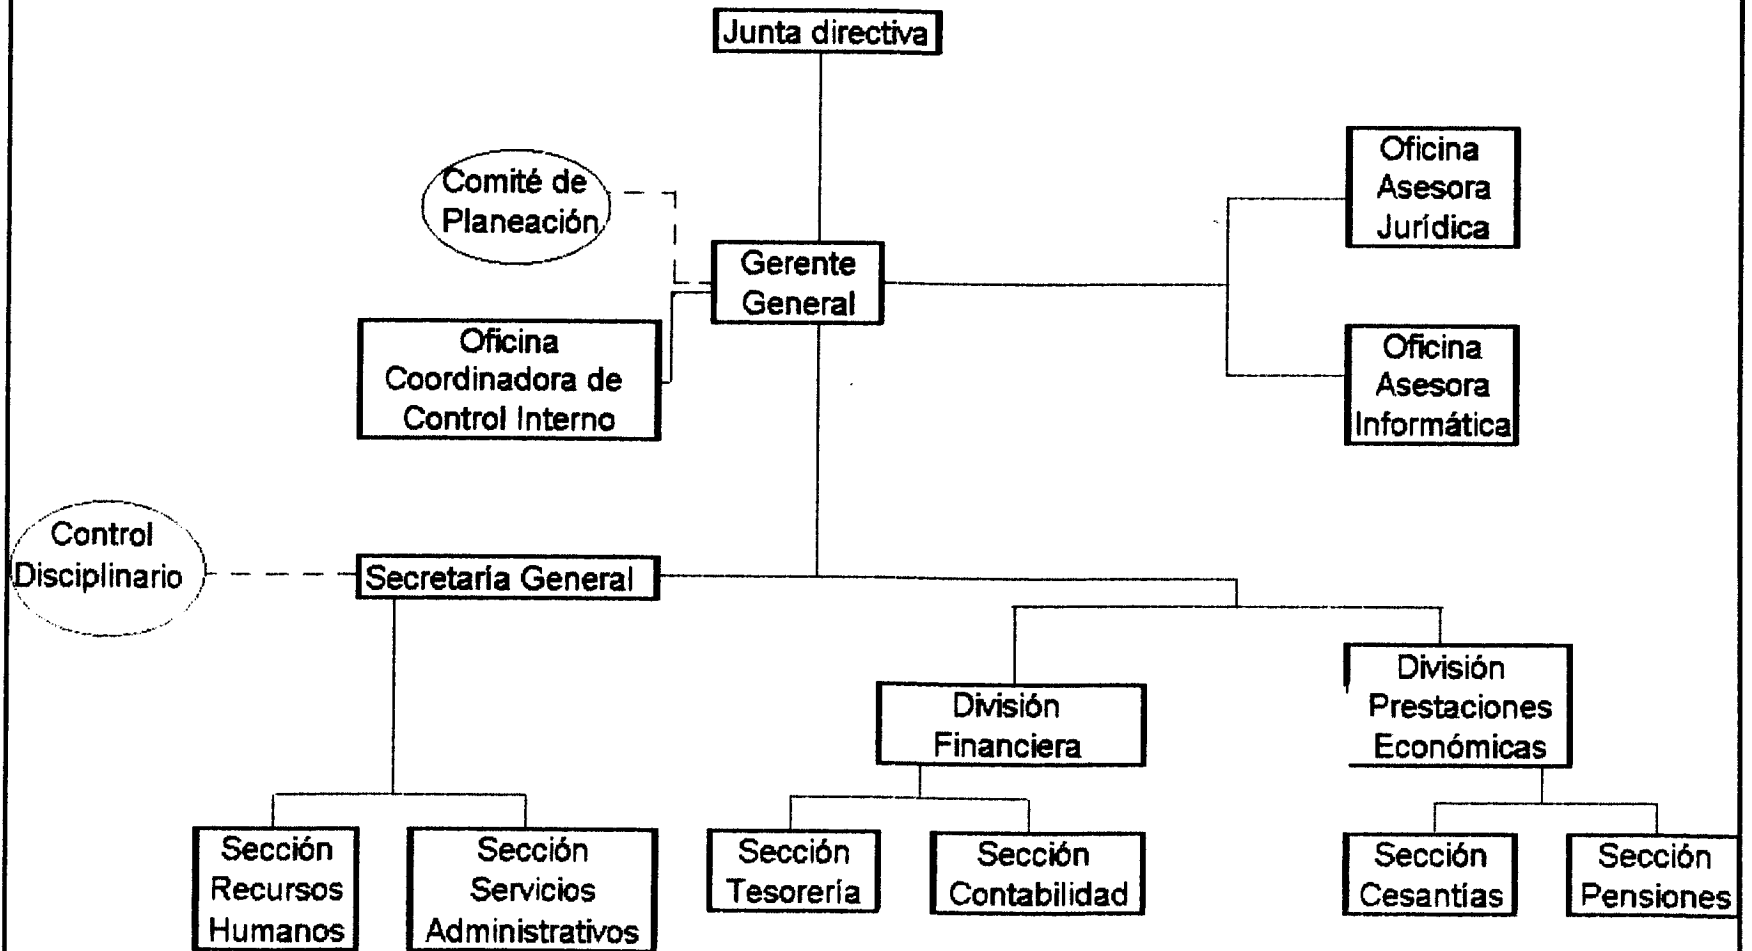 Junta directiva
Comité de
Planeación
Oficina
Asesora
Jurídica
Gerente
General
Oficina
Coordinadora de
Control Interno
Oficina
Asesora
Informática
Control
Disciplinario
Secretaría General
División
Financiera
División
Prestaciones
Económicas
Sección
Recursos
Humanos
Sección
Servicios
Administrativos
Sección
Tesorería
Sección
Contabilidad
Sección
Cesantías
Sección
Pensiones